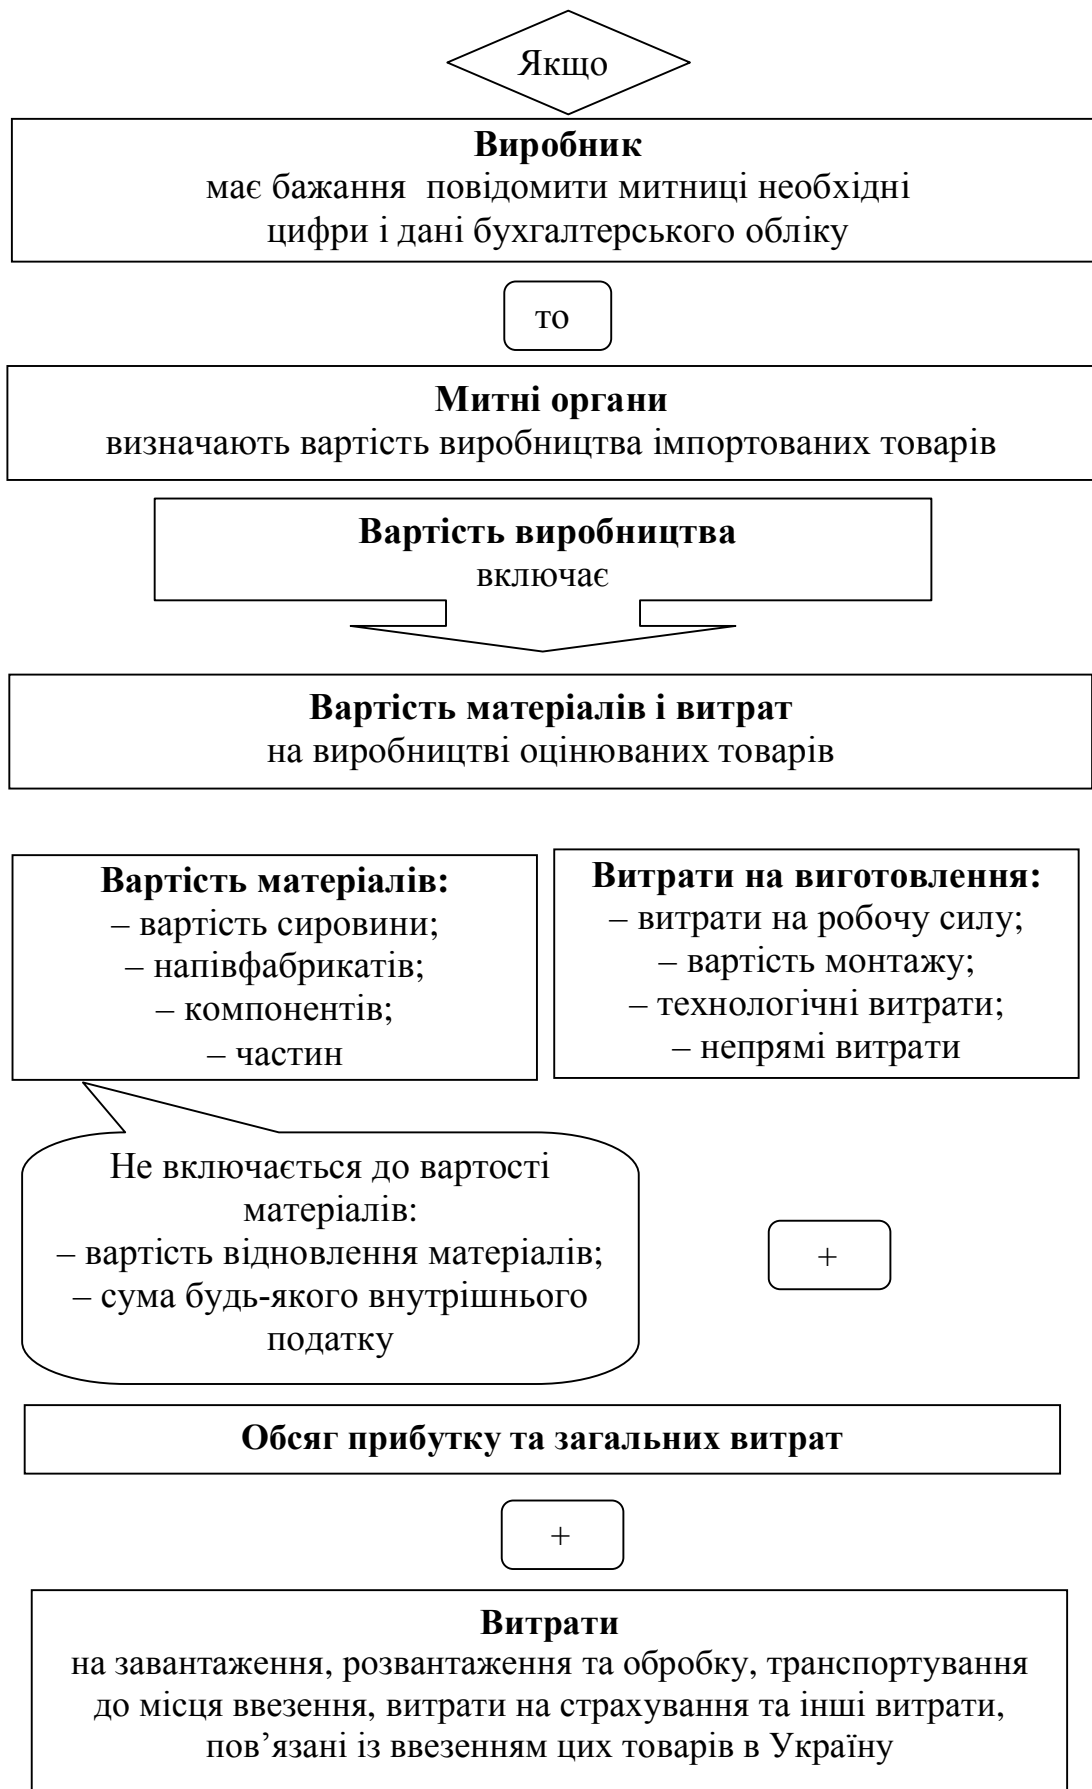 Якщо
Виробник
має бажання повідомити митниці необхідні
цифри і дані бухгалтерського обліку
то
Митні органи
визначають вартість виробництва імпортованих товарів
Вартість виробництва
включає
Вартість матеріалів і витрат
на виробництві оцінюваних товарів
Вартість матеріалів:
– вартість сировини;
– напівфабрикатів;
– компонентів;
– частин
Витрати на виготовлення:
– витрати на робочу силу;
– вартість монтажу;
– технологічні витрати;
– непрямі витрати
Не включається до вартості
матеріалів:
– вартість відновлення матеріалів;
– сума будь-якого внутрішнього
податку
+
Обсяг прибутку та загальних витрат
+
Витрати
на завантаження, розвантаження та обробку, транспортування
до місця ввезення, витрати на страхування та інші витрати,
пов’язані із ввезенням цих товарів в Україну